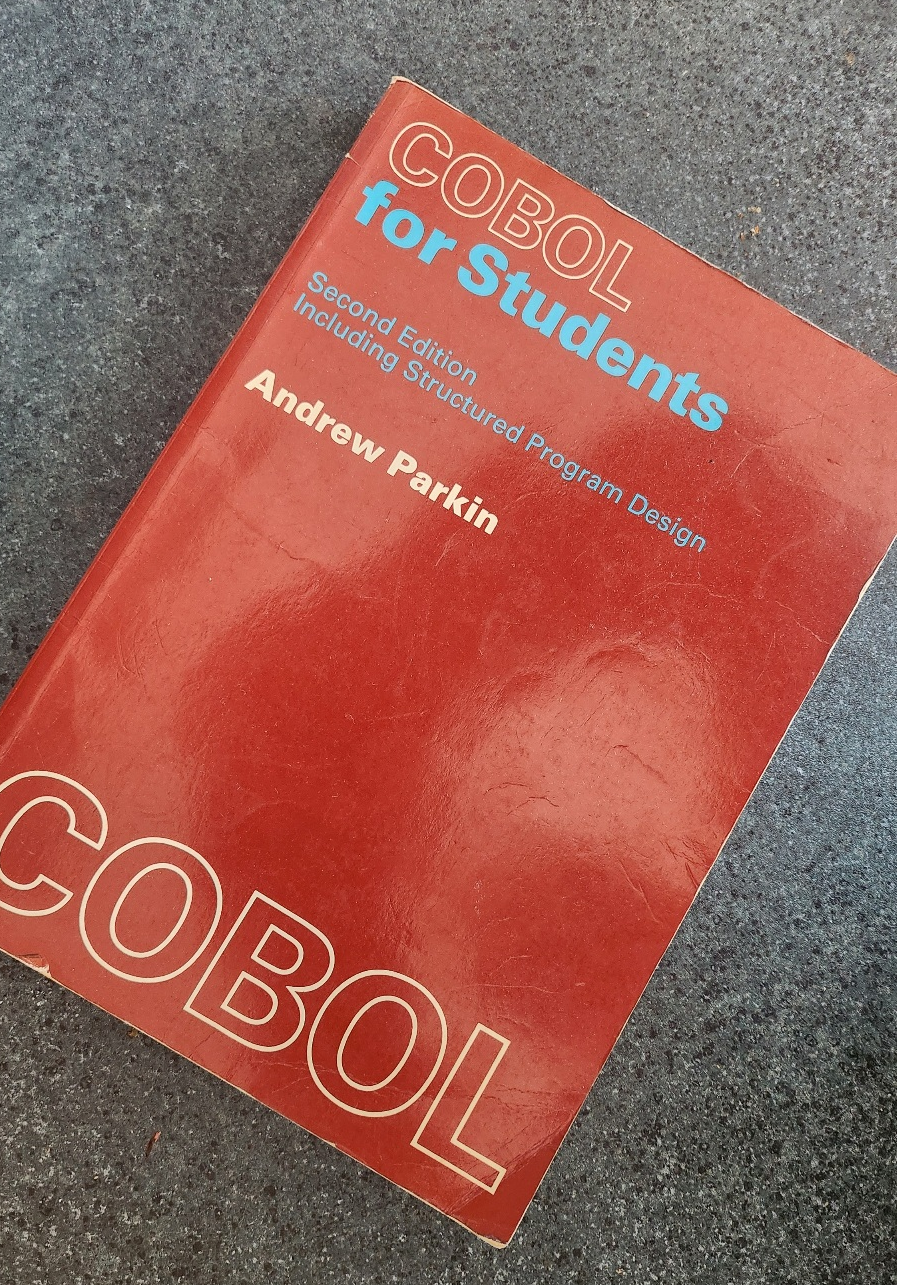 COBOL
for Students
Second Edition
Including Structured Program Design
Andrew Parkin
COBOL